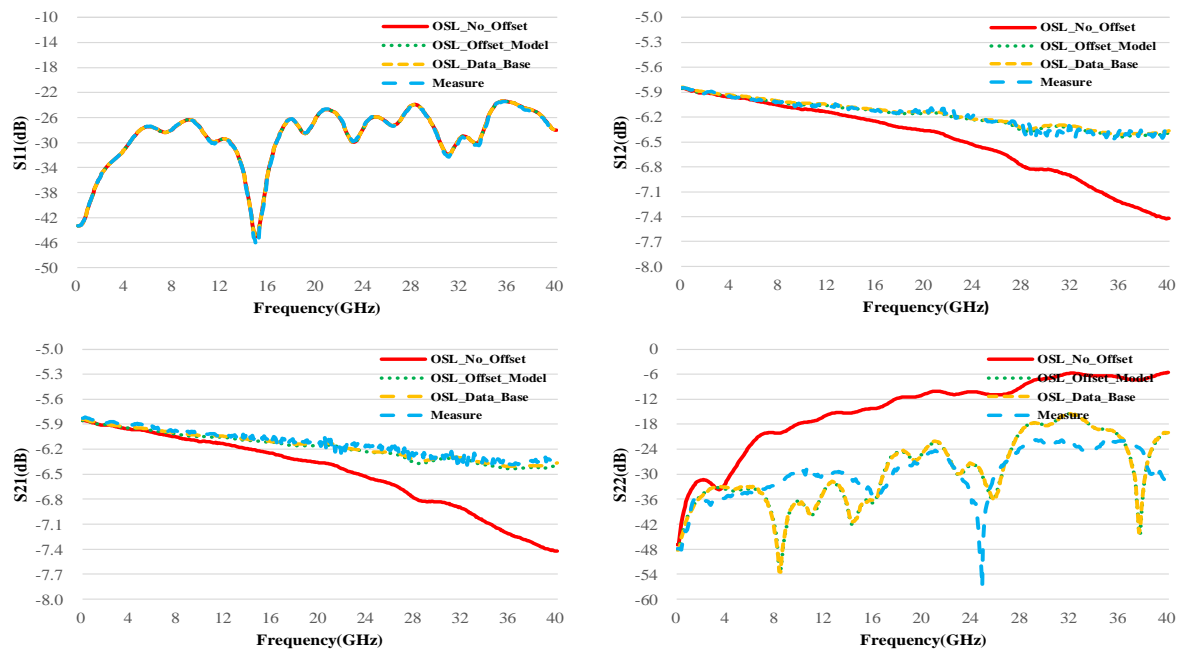 -10
-14
-18
-22
-26
-30
-34
-38
-42
-46
-50
S11(dB)
OSL_No_Offset
OSL_Offset_Model
OSL_Data_Base
Measure
0 4 8 12 16 20 24 28 32 36 40
Frequency(GHz)
-5.0
-5.3
-5.6
-5.9
-6.2
-6.5
-6.8
-7.1
-7.4
-7.7
-8.0
S12(dB)
OSL_No_Offset
OSL_Offset_Model
OSL_Data_Base
Measure
0 4 8 12 16 20 24 28 32 36 40
Frequency(GHz)
-5.0
-5.3
-5.6
-5.9
-6.2
-6.5
-6.8
-7.1
-7.4
-7.7
-8.0
S21(dB)
OSL_No_Offset
OSL_Offset_Model
OSL_Data_Base
Measure
0 4 8 12 16 20 24 28 32 36 40
Frequency(GHz)
0
-6
-12
-18
-24
-30
-36
-42
-48
-54
-60
S22(dB)
OSL_No_Offset
OSL_Offset_Model
OSL_Data_Base
Measure
0 4 8 12 16 20 24 28 32 36 40
Frequency(GHz)